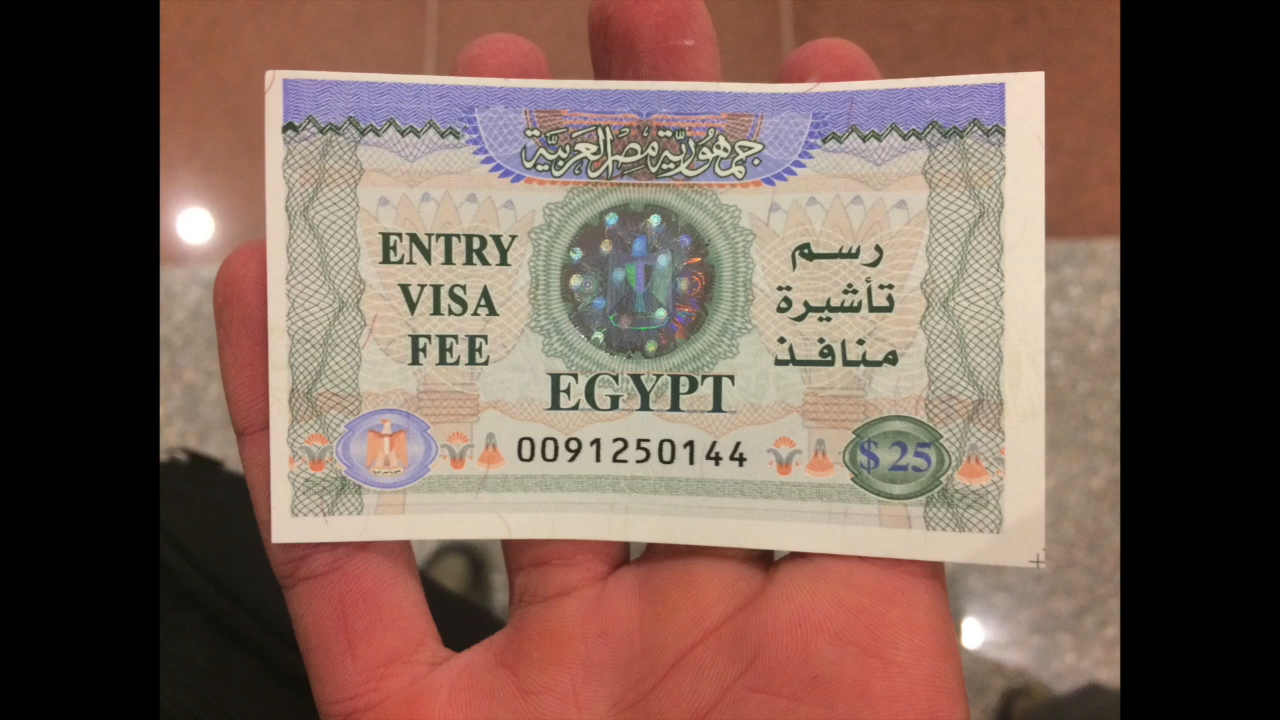 جمهورية مصر العربية
ENTRY
VISA
FEE
رسم
تأشيرة
منافذ
EGYPT
0091250144
$ 25